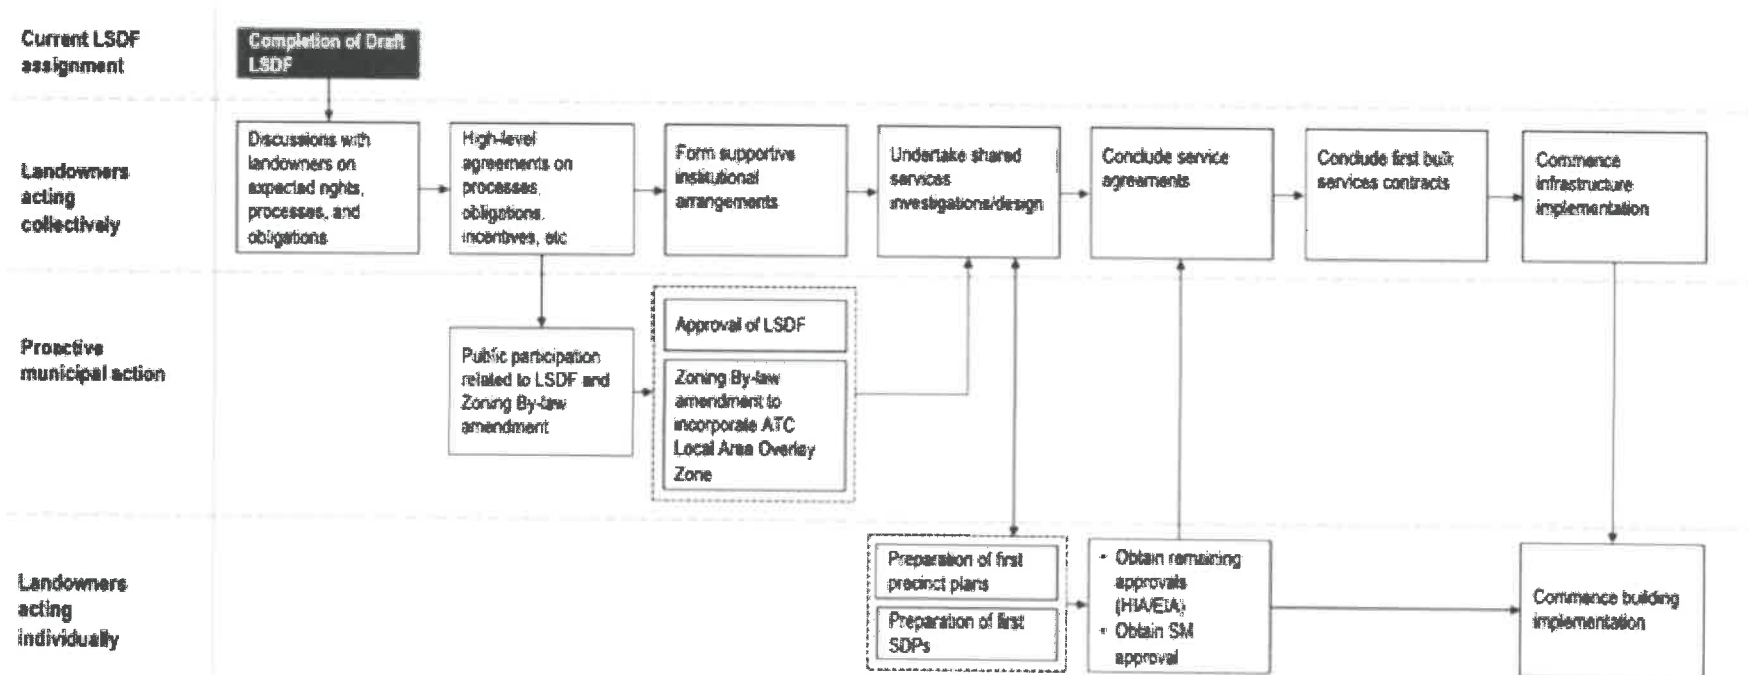 Current LSDF
assignment
Completion of Draft
LSDF
Landowners
acting
collectively
Discussions with
landowners on
expected rights,
processes, and
obligations
High-level
agreements on
processes,
obligations,
incentives, etc
Form supportive
institutional
arrangements
Undertake shared
services
investigations/design
Conclude service
agreements
Conclude first bulk
services contracts
Commence
infrastructure
implementation
Proactive
municipal action
Public participation
related to LSDF and
Zoning By-law
amendment
Approval of LSDF
Zoning By-law
amendment to
incorporate ATC
Local Area Overlay
Zone
Landowners
acting
individually
Preparation of first
precinct plans
Preparation of first
SDPs
• Obtain remaining
approvals
(HIA/EIA)
• Obtain SM
approval
Commence building
implementation